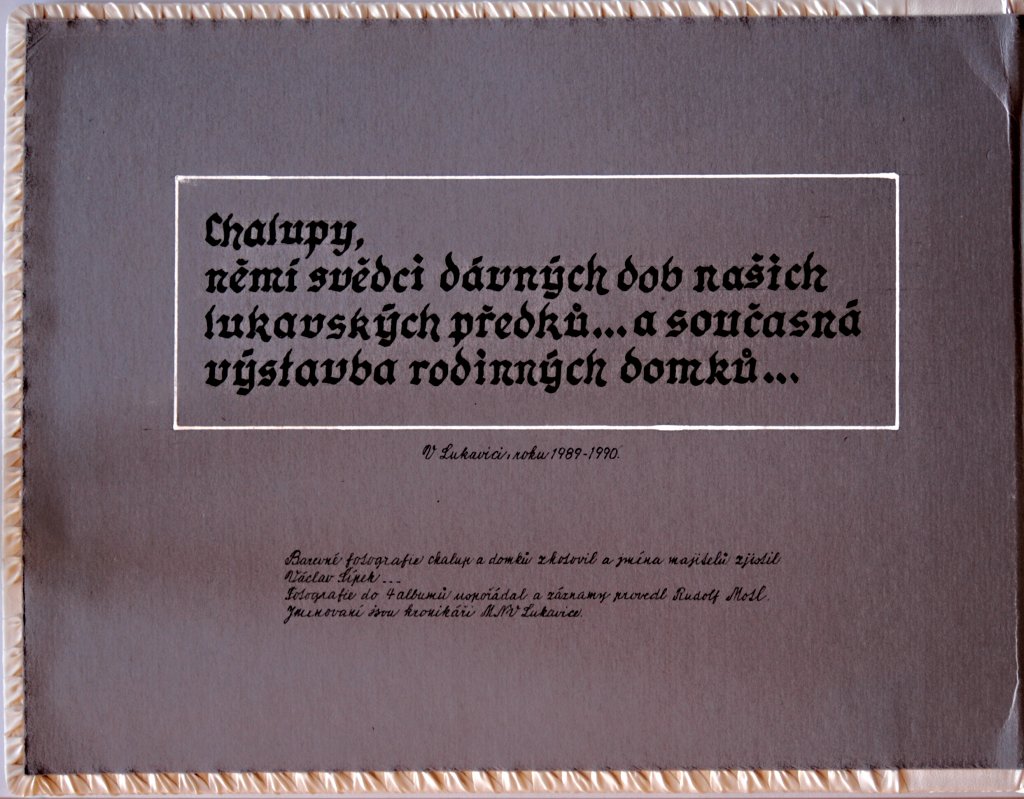 Chalupy,
němí svědci dávných dob našich
lukavských předků...a současná
výstavba rodinných domků...
V Lukavici, roku 1989-1990.
Barevné fotografie chalup a domků zhotovil a jména majitelů zjistil
Václav Šípek ---
Fotografie do 4 albumů uspořádal a záznamy provedl Rudolf Motl.
Jmenovaní jsou kronikáři MNV Lukavice.